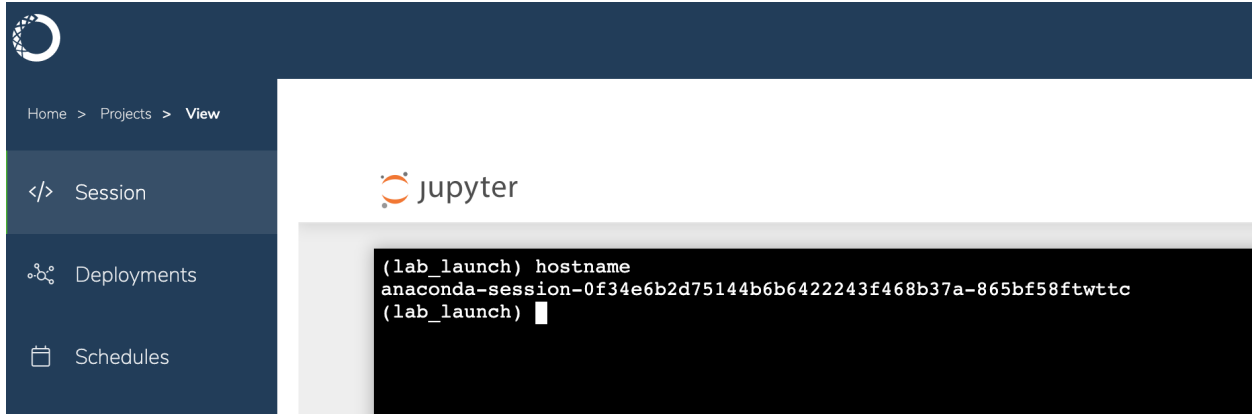 Home > Projects > View
</> Session
Deployments
Schedules
jupyter
(lab_launch) hostname
anaconda-session-0f34e6b2d75144b6b6422243f468b37a-865bf58ftwttc
(lab_launch)